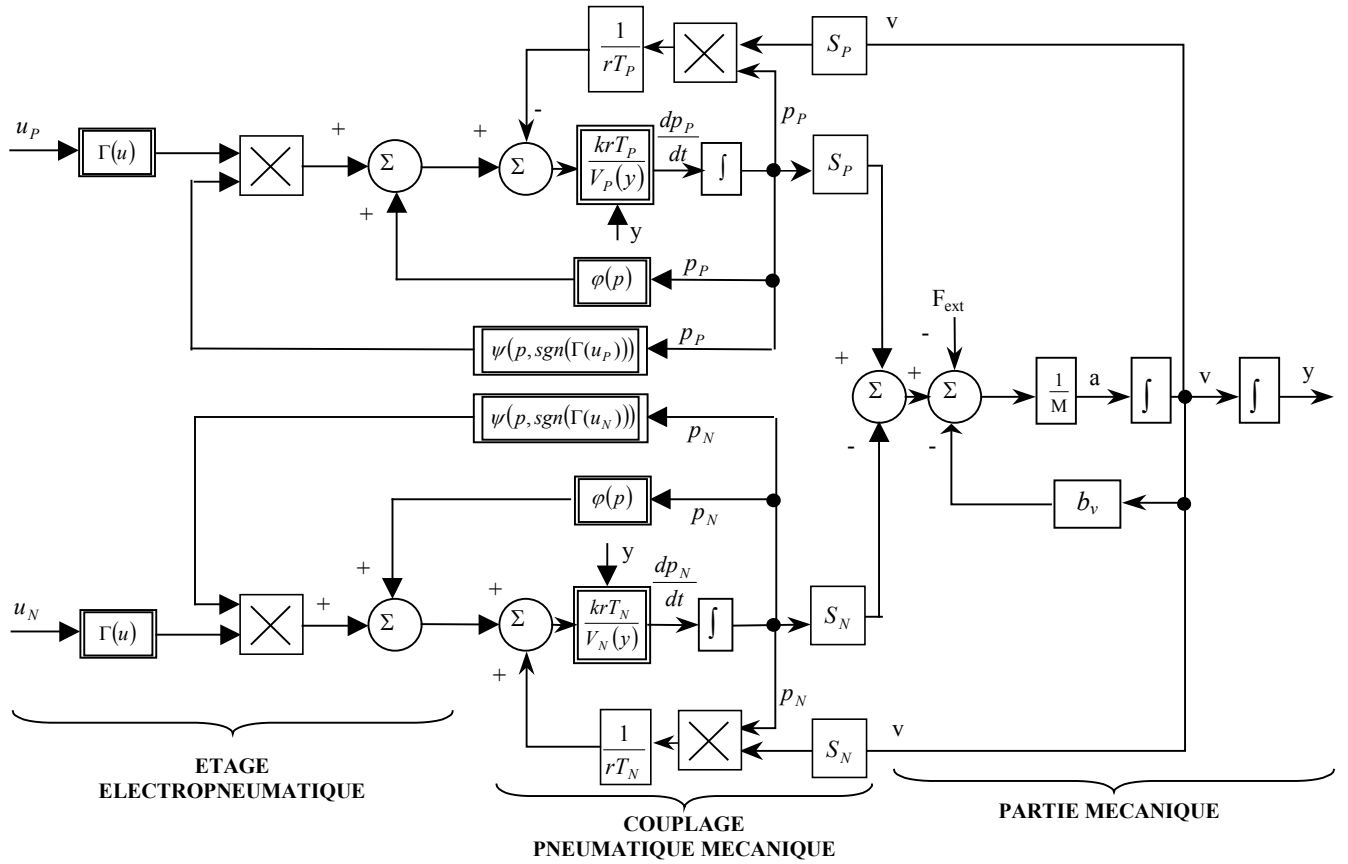 v
1
rT_P
S_P
-
p_P
u_P
Γ(u)
+
Σ
+
Σ
krT_P
V_P(y)
dp_P
dt
∫
S_P
+
y
φ(p)
p_P
F_ext
-
ψ(p, sgn(Γ(u_P)))
p_P
+
Σ
+
Σ
1
M
a
∫
v
∫
y
ψ(p, sgn(Γ(u_N)))
p_N
-
-
φ(p)
p_N
b_v
y
+
u_N
Γ(u)
+
Σ
+
Σ
krT_N
V_N(y)
dp_N
dt
∫
S_N
+
p_N
1
rT_N
S_N
v
ETAGE
ELECTROPNEUMATIQUE
COUPLAGE
PNEUMATIQUE MECANIQUE
PARTIE MECANIQUE